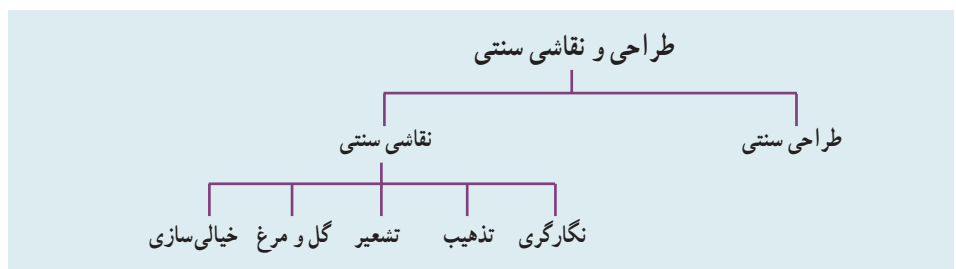 طراحی و نقاشی سنتی
طراحی سنتی نقاشی سنتی
نگارگری تذهیب تشعیر گل و مرغ خیالی‌سازی